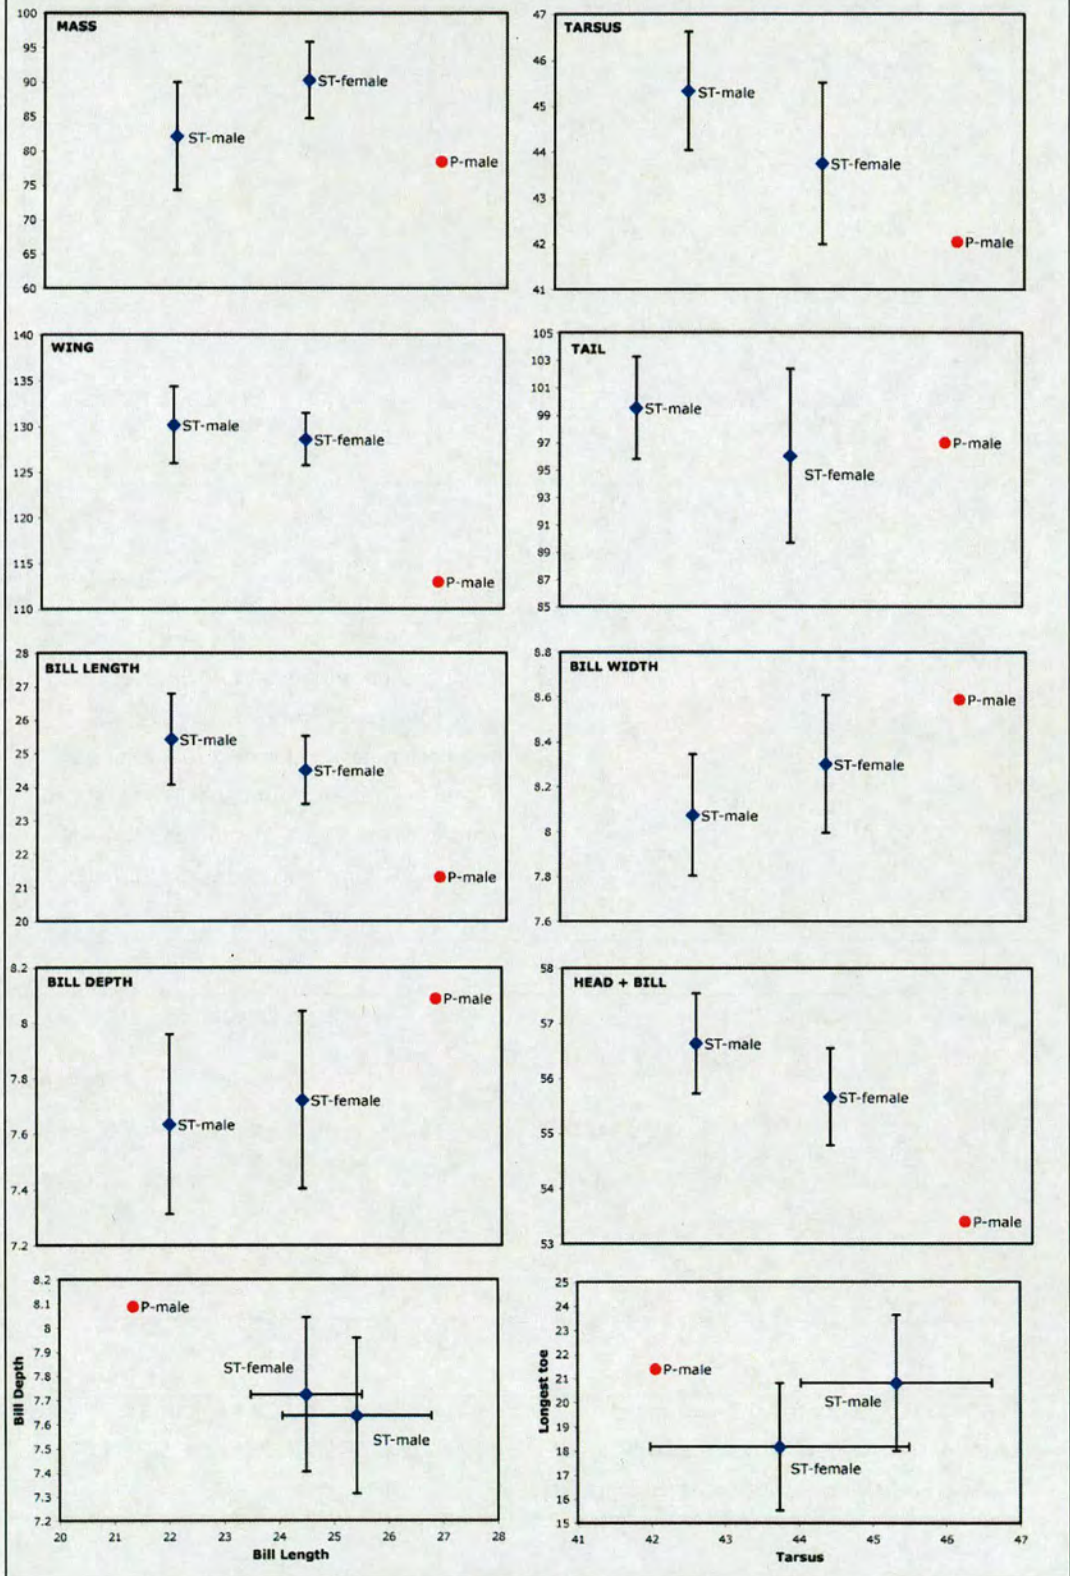 MASS
100
95
90
85
80
75
70
65
60
ST-male
ST-female
P-male
TARSUS
47
46
45
44
43
42
41
ST-male
ST-female
P-male
WING
140
135
130
125
120
115
110
ST-male
ST-female
P-male
TAIL
105
103
101
99
97
95
93
91
89
87
85
ST-male
ST-female
P-male
BILL LENGTH
28
27
26
25
24
23
22
21
20
ST-male
ST-female
P-male
BILL WIDTH
8.8
8.6
8.4
8.2
8
7.8
7.6
ST-male
ST-female
P-male
BILL DEPTH
8.2
8
7.8
7.6
7.4
7.2
ST-male
ST-female
P-male
HEAD + BILL
58
57
56
55
54
53
ST-male
ST-female
P-male
Bill Depth
8.2
8.1
8
7.9
7.8
7.7
7.6
7.5
7.4
7.3
7.2
P-male
ST-female
ST-male
20 21 22 23 24 25 26 27 28
Bill Length
Longest toe
25
24
23
22
21
20
19
18
17
16
15
P-male
ST-male
ST-female
41 42 43 44 45 46 47
Tarsus